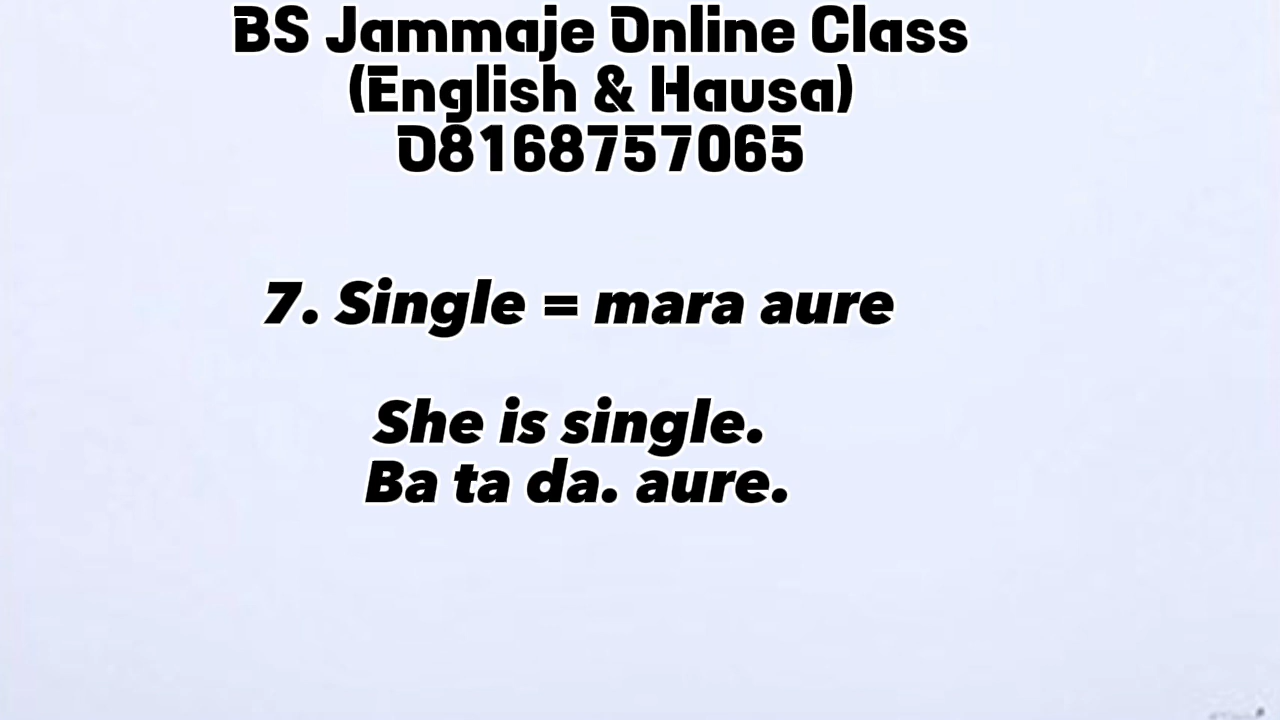 BS Jammaje Online Class
(English & Hausa)
08168757065
7. Single = mara aure
She is single.
Ba ta da. aure.